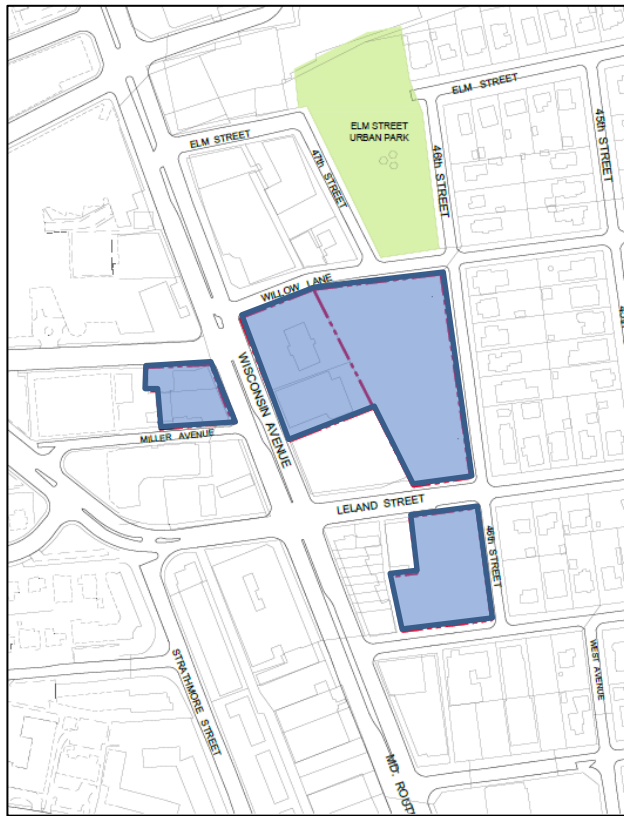 ELM STREET
ELM STREET
URBAN PARK
ELM STREET
47th STREET
46th STREET
45th STREET
WILLOW LANE
WISCONSIN AVENUE
MILLER AVENUE
LELAND STREET
46th STREET
STRATHMORE STREET
WEST AVENUE
MD. ROUT